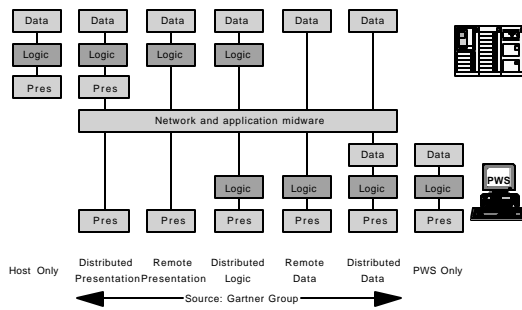 Data Data Data Data Data Data
Logic Logic Logic Logic
Pres Pres
Network and application midware
Data Data
PWS
Logic Logic Logic Logic
Pres Pres Pres Pres Pres Pres
Host Only Distributed Presentation Remote Presentation Distributed Logic Remote Data Distributed Data PWS Only
Source: Gartner Group